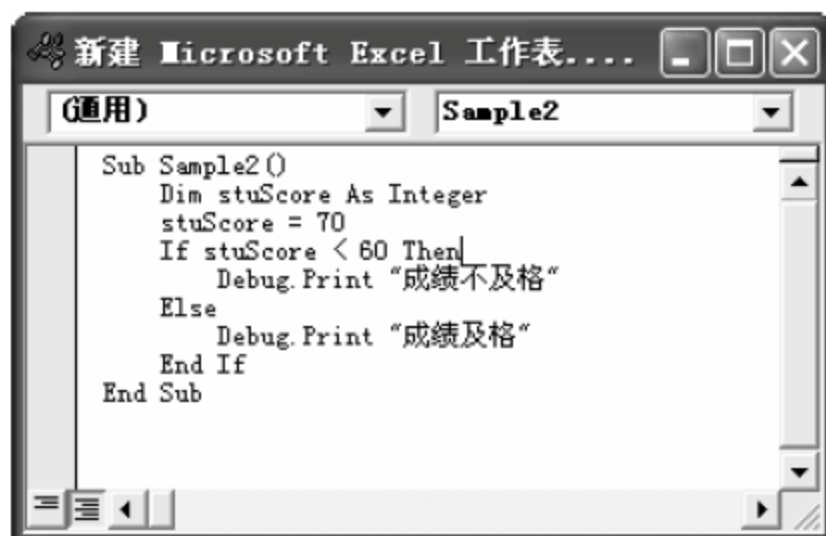 新建 Microsoft Excel 工作表....
(通用)
Sample2
Sub Sample2()
Dim stuScore As Integer
stuScore = 70
If stuScore < 60 Then
Debug.Print "成绩不及格"
Else
Debug.Print "成绩及格"
End If
End Sub